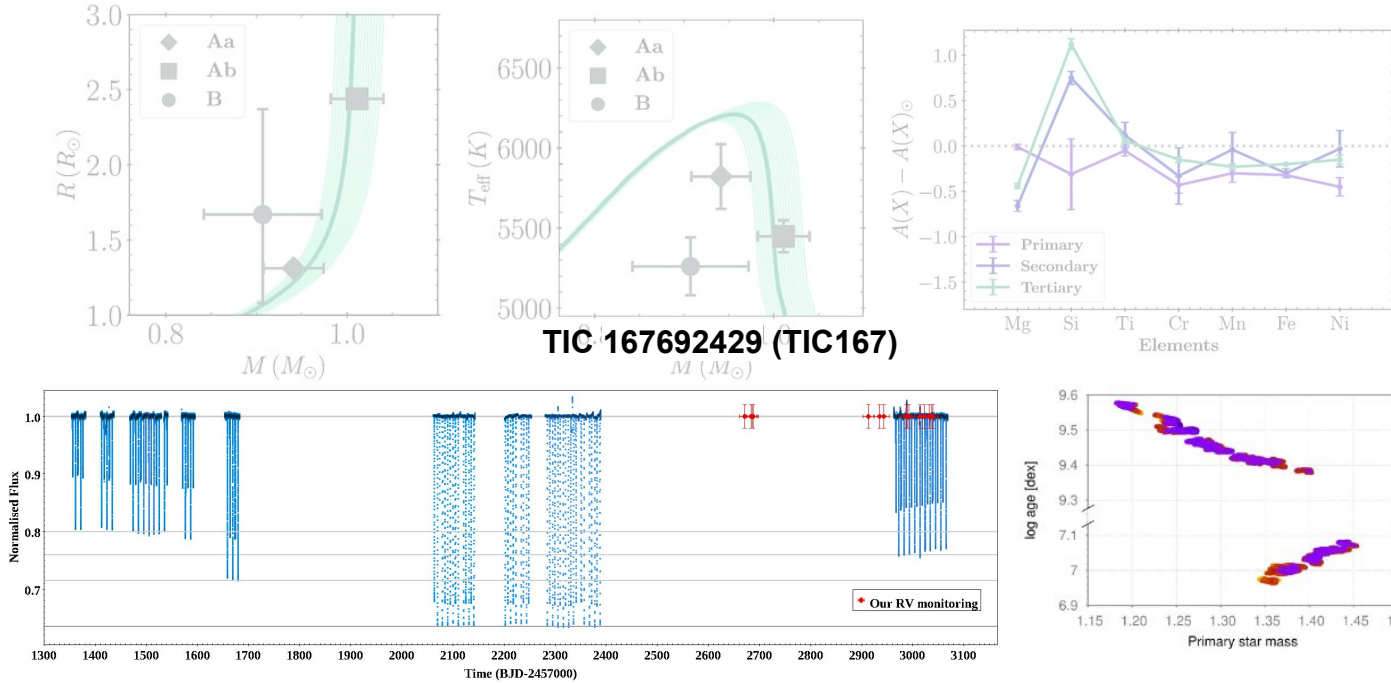 3.0
2.5
2.0
1.5
1.0
0.8
1.0
R (R☉)
M (M☉)
Aa
Ab
B
6500
6000
5500
5000
1.0
T_eff (K)
M (M☉)
Aa
Ab
B
1.0
0.5
0.0
−0.5
−1.0
−1.5
A(X) − A(X)☉
Primary
Secondary
Tertiary
Mg Si Ti Cr Mn Fe Ni
Elements
TIC 167692429 (TIC167)
1.0
0.9
0.8
0.7
Normalised Flux
Our RV monitoring
1300 1400 1500 1600 1700 1800 1900 2000 2100 2200 2300 2400 2500 2600 2700 2800 2900 3000 3100
Time (BJD-2457000)
9.6
9.5
9.4
9.3
7.1
7
6.9
log age [dex]
1.15 1.20 1.25 1.30 1.35 1.40 1.45
Primary star mass